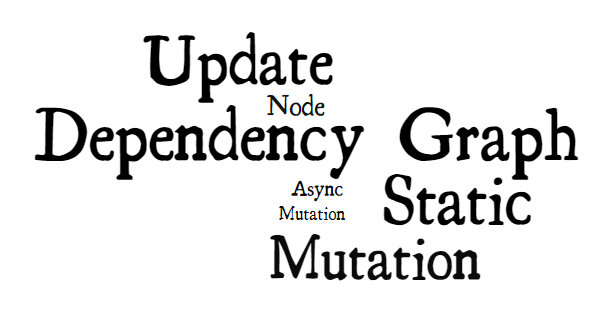 Update
Node
Dependency Graph
Async
Static
Mutation
Mutation